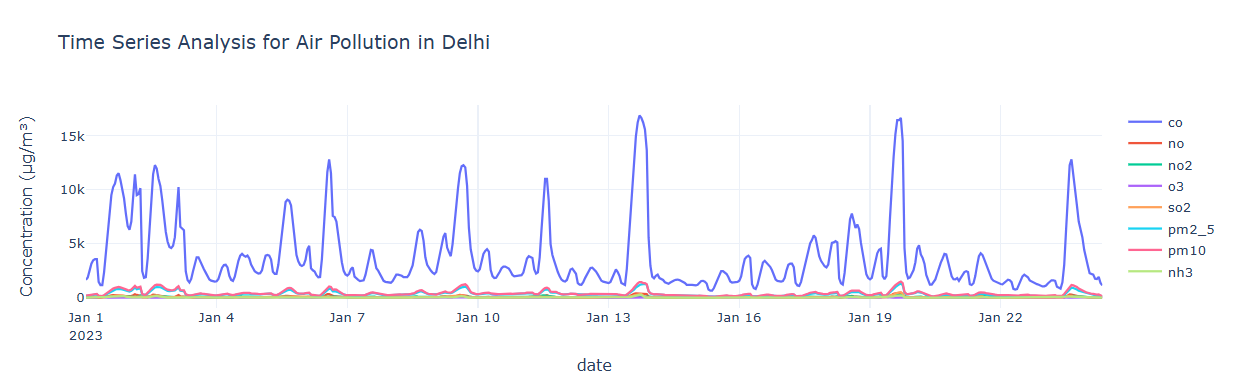 Time Series Analysis for Air Pollution in Delhi
Concentration (μg/m³)
15k
10k
5k
0
Jan 1
2023
Jan 4
Jan 7
Jan 10
Jan 13
Jan 16
Jan 19
Jan 22
date
co
no
no2
o3
so2
pm2_5
pm10
nh3